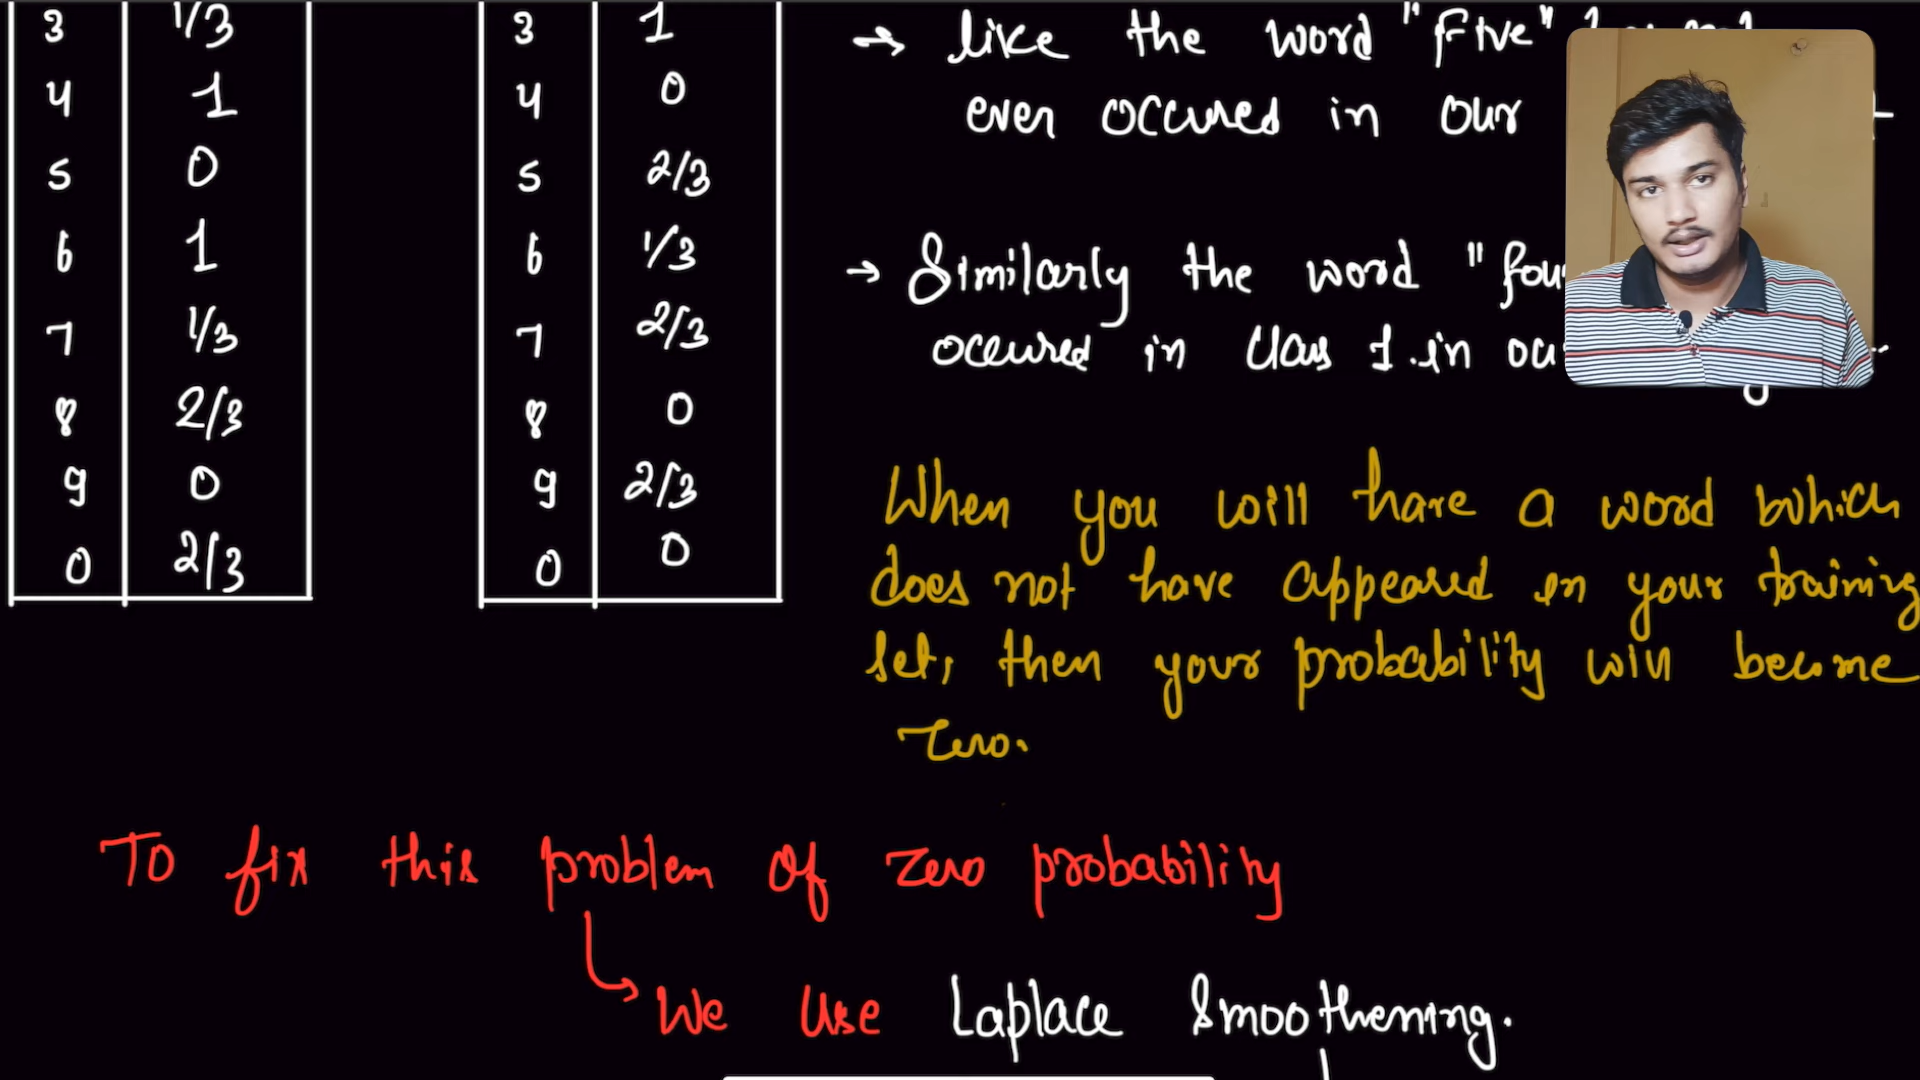 3 1/3
4 1
5 0
6 1
7 1/3
8 2/3
9 0
0 2/3
3 1
4 0
5 2/3
6 1/3
7 2/3
8 0
9 2/3
0 0
→ like the word "five"
ever occured in our
→ Similarly the word "fou
occured in class 1 in
When you will have a word which
does not have appeared in your training
set, then your probability will become
zero.
To fix this problem of zero probability
We use Laplace Smoothening.